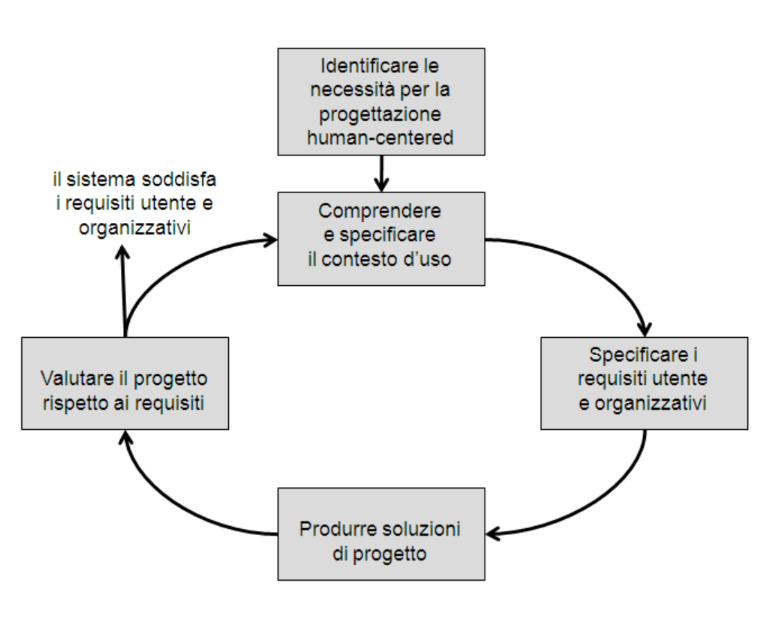 Identificare le
necessità per la
progettazione
human-centered
il sistema soddisfa
i requisiti utente e
organizzativi
Comprendere
e specificare
il contesto d'uso
Valutare il progetto
rispetto ai requisiti
Specificare i
requisiti utente
e organizzativi
Produrre soluzioni
di progetto